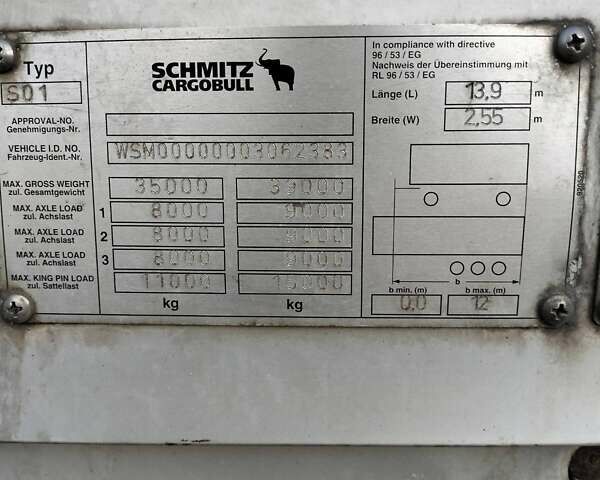 Typ
S01
SCHMITZ
CARGOBULL
In compliance with directive
96 / 53 / EG
Nachweis der Übereinstimmung mit
RL 96 / 53 / EG
Länge (L) 13,9 m
Breite (W) 2,55 m
APPROVAL-NO.
Genehmigungs-Nr.
VEHICLE I.D. NO.
Fahrzeug-Ident.-Nr.
WSM00000003062383
MAX. GROSS WEIGHT
zul. Gesamtgewicht
35000 39000
MAX. AXLE LOAD
zul. Achslast
1 8000 9000
MAX. AXLE LOAD
zul. Achslast
2 8000 9000
MAX. AXLE LOAD
zul. Achslast
3 8000 9000
MAX. KING PIN LOAD
zul. Sattellast
11000
kg kg
b
b min. (m) b max. (m)
0,0 12